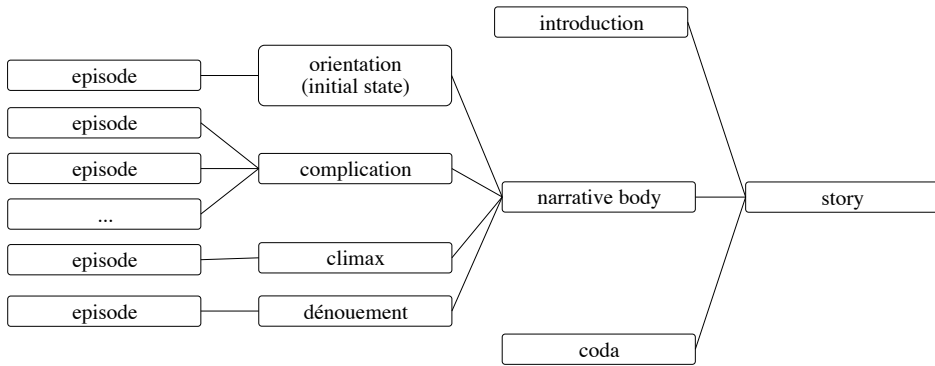 introduction
orientation
(initial state)
episode
episode
episode
complication
...
narrative body
story
episode
climax
episode
dénouement
coda